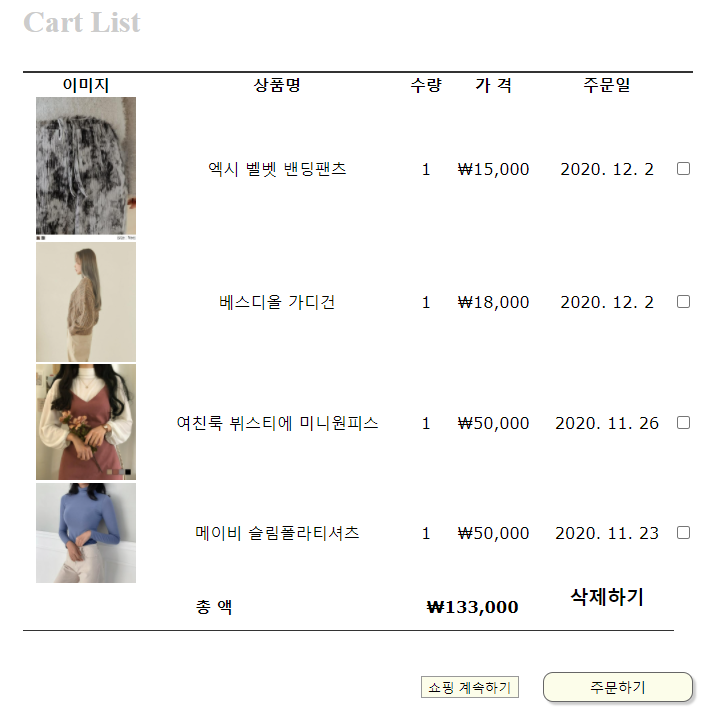 Cart List
이미지 상품명 수량 가 격 주문일
엑시 벨벳 밴딩팬츠 1 ₩15,000 2020. 12. 2
베스디올 가디건 1 ₩18,000 2020. 12. 2
여친룩 뷔스티에 미니원피스 1 ₩50,000 2020. 11. 26
메이비 슬림폴라티셔츠 1 ₩50,000 2020. 11. 23
총 액 ₩133,000 삭제하기
쇼핑 계속하기 주문하기